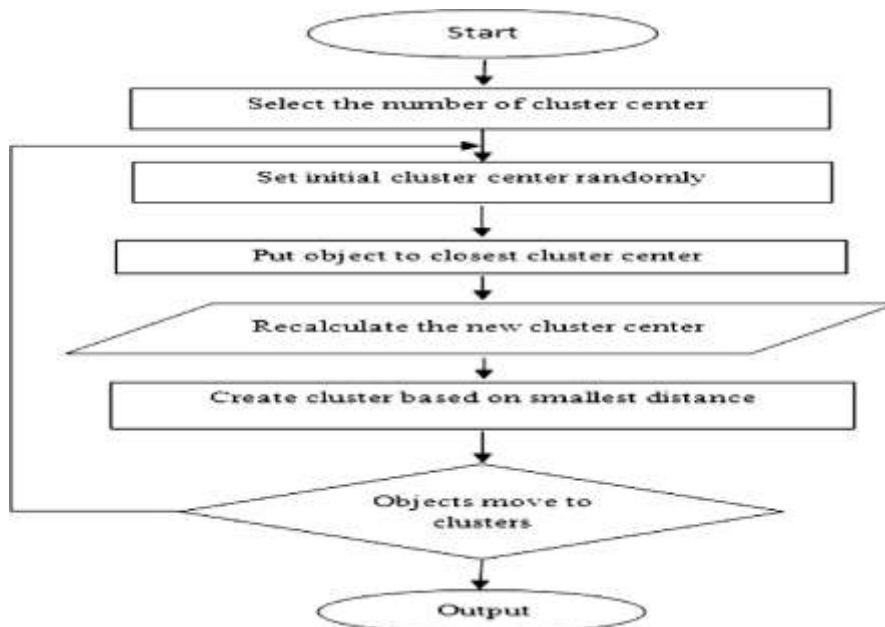 Start
Select the number of cluster center
Set initial cluster center randomly
Put object to closest cluster center
Recalculate the new cluster center
Create cluster based on smallest distance
Objects move to
clusters
Output